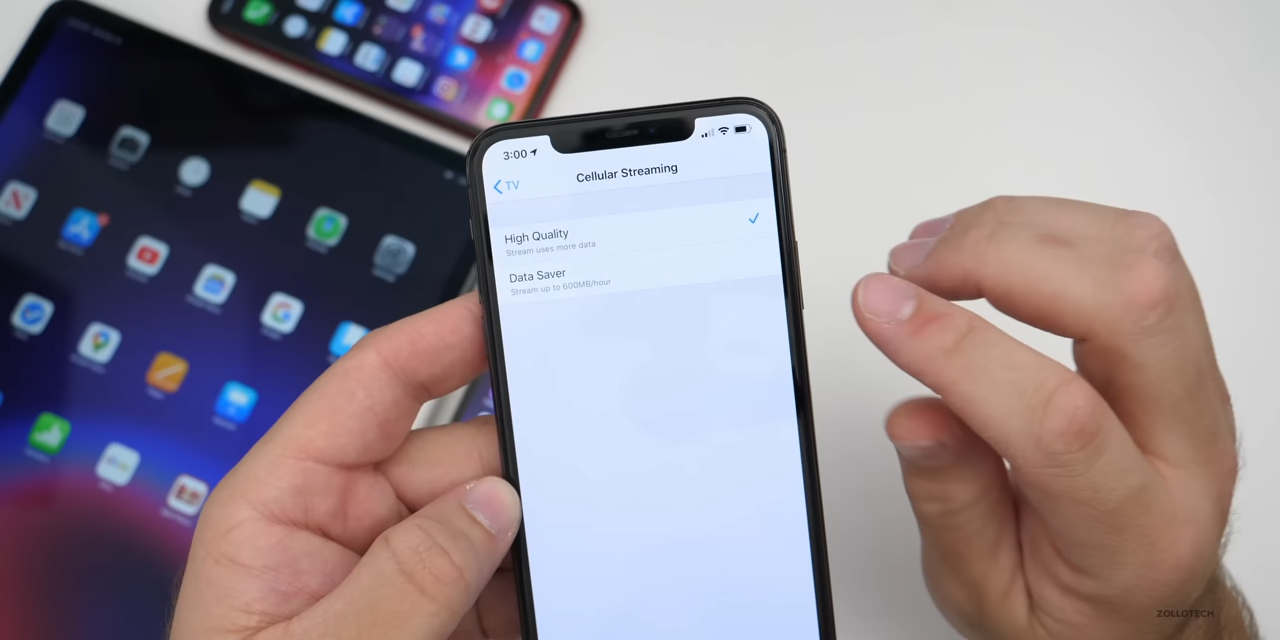 3:00
TV
Cellular Streaming
High Quality
Stream uses more data
Data Saver
Stream up to 600MB/hour
ZOLLOTECH